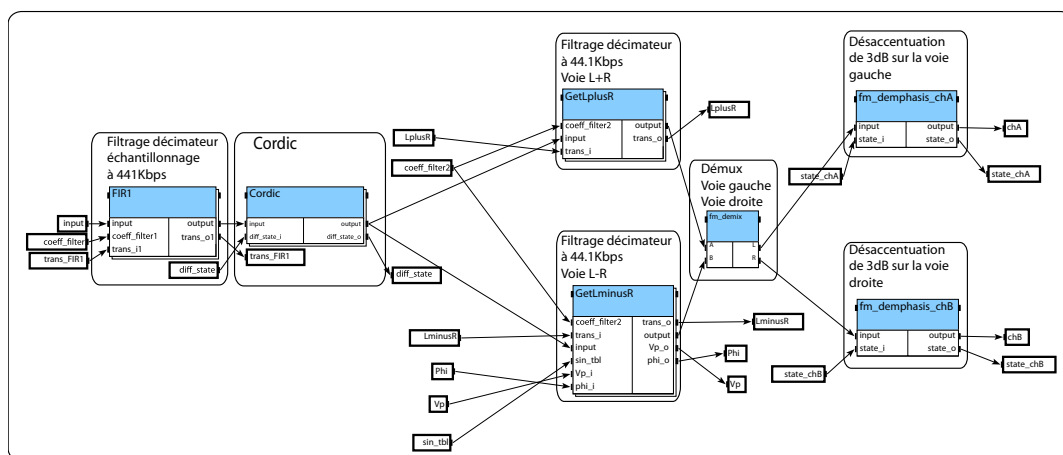 Filtrage décimateur
échantillonnage
à 441Kbps
FIR1
input
coeff_filter1
trans_i1
output
trans_o1
input
coeff_filter
trans_FIR1
Cordic
Cordic
input
diff_state_i
output
diff_state_o
trans_FIR1
diff_state
diff_state
Filtrage décimateur
à 44.1Kbps
Voie L+R
GetLplusR
coeff_filter2
input
trans_i
output
trans_o
LplusR
LplusR
coeff_filter2
Filtrage décimateur
à 44.1Kbps
Voie L-R
GetLminusR
coeff_filter2
trans_i
input
sin_tbl
Vp_i
phi_i
trans_o
output
Vp_o
phi_o
LminusR
Phi
Vp
sin_tbl
LminusR
Phi
Vp
Démux
Voie gauche
Voie droite
fm_demix
A
B
L
R
Désaccentuation
de 3dB sur la voie
gauche
fm_demphasis_chA
input
state_i
output
state_o
state_chA
chA
state_chA
Désaccentuation
de 3dB sur la voie
droite
fm_demphasis_chB
input
state_i
output
state_o
state_chB
chB
state_chB